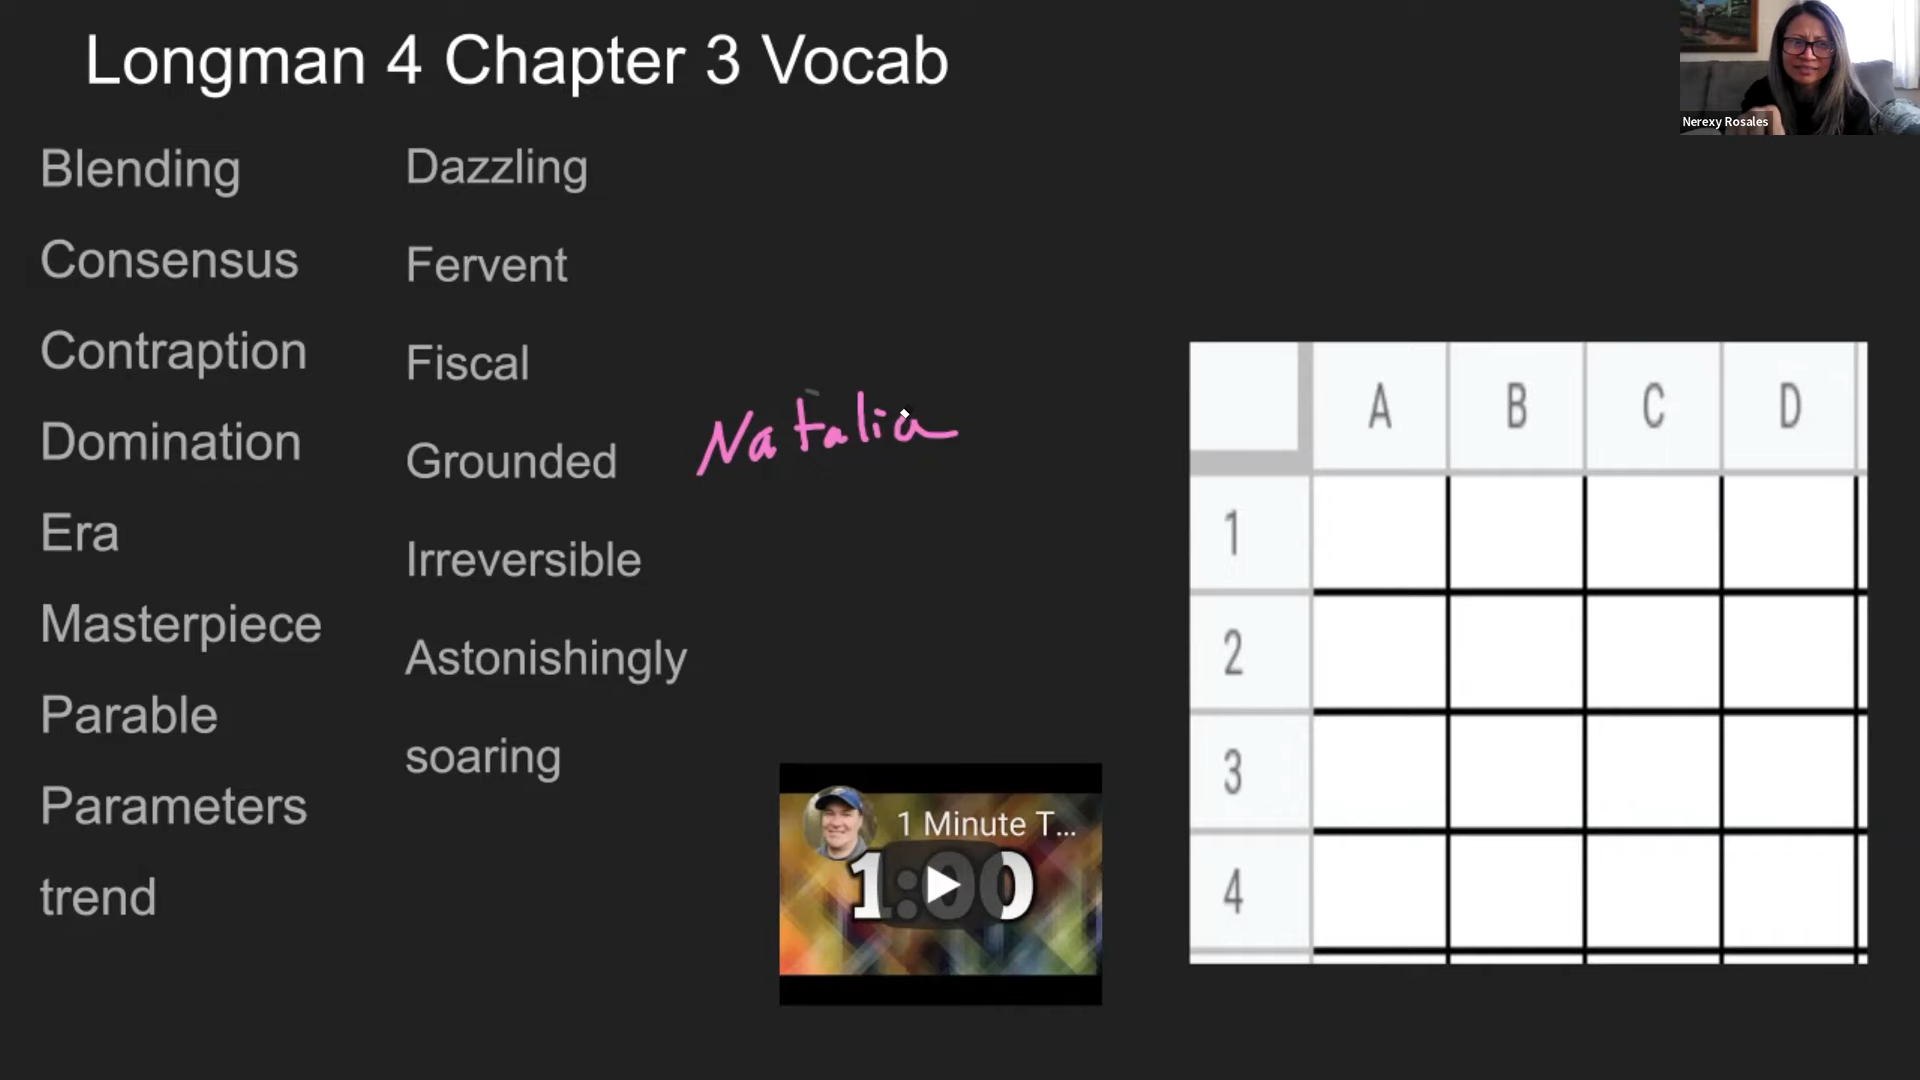 Longman 4 Chapter 3 Vocab
Nerexy Rosales
Blending
Consensus
Contraption
Domination
Era
Masterpiece
Parable
Parameters
trend
Dazzling
Fervent
Fiscal
Grounded
Irreversible
Astonishingly
soaring
Natalia
1 Minute T...
1:00
A B C D
1
2
3
4